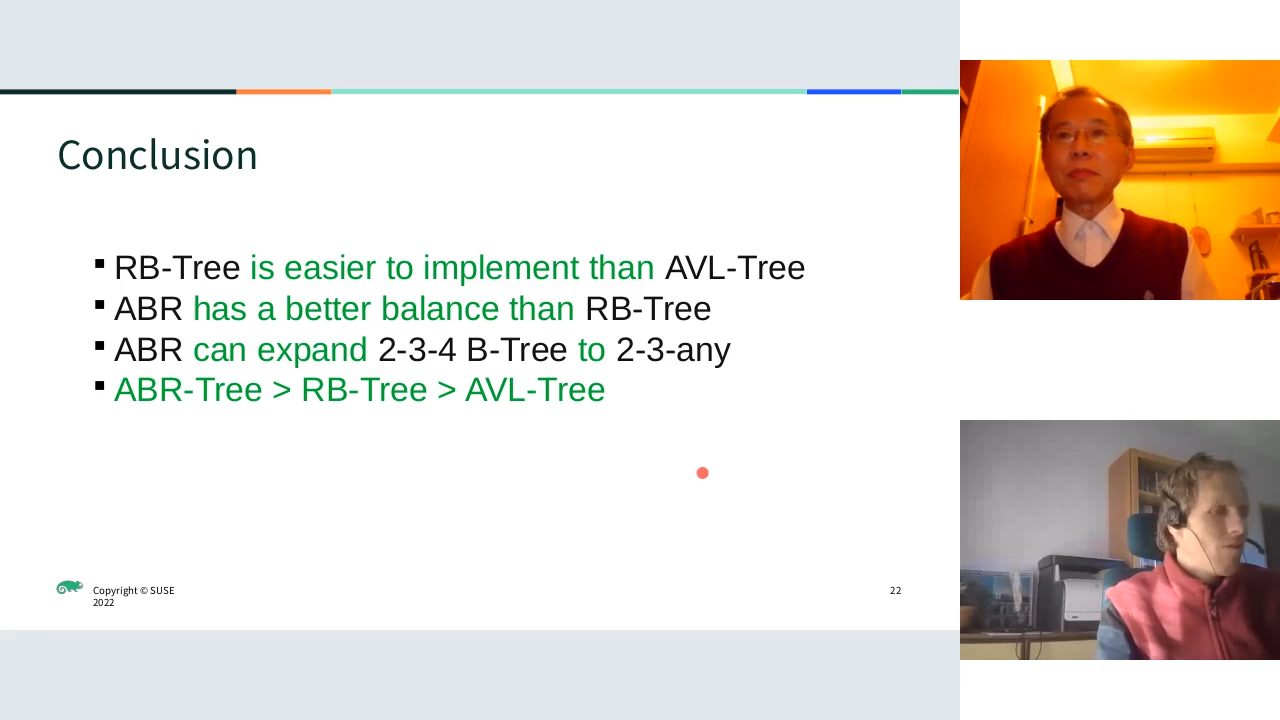 Conclusion
RB-Tree is easier to implement than AVL-Tree
ABR has a better balance than RB-Tree
ABR can expand 2-3-4 B-Tree to 2-3-any
ABR-Tree > RB-Tree > AVL-Tree
Copyright © SUSE
2022
22